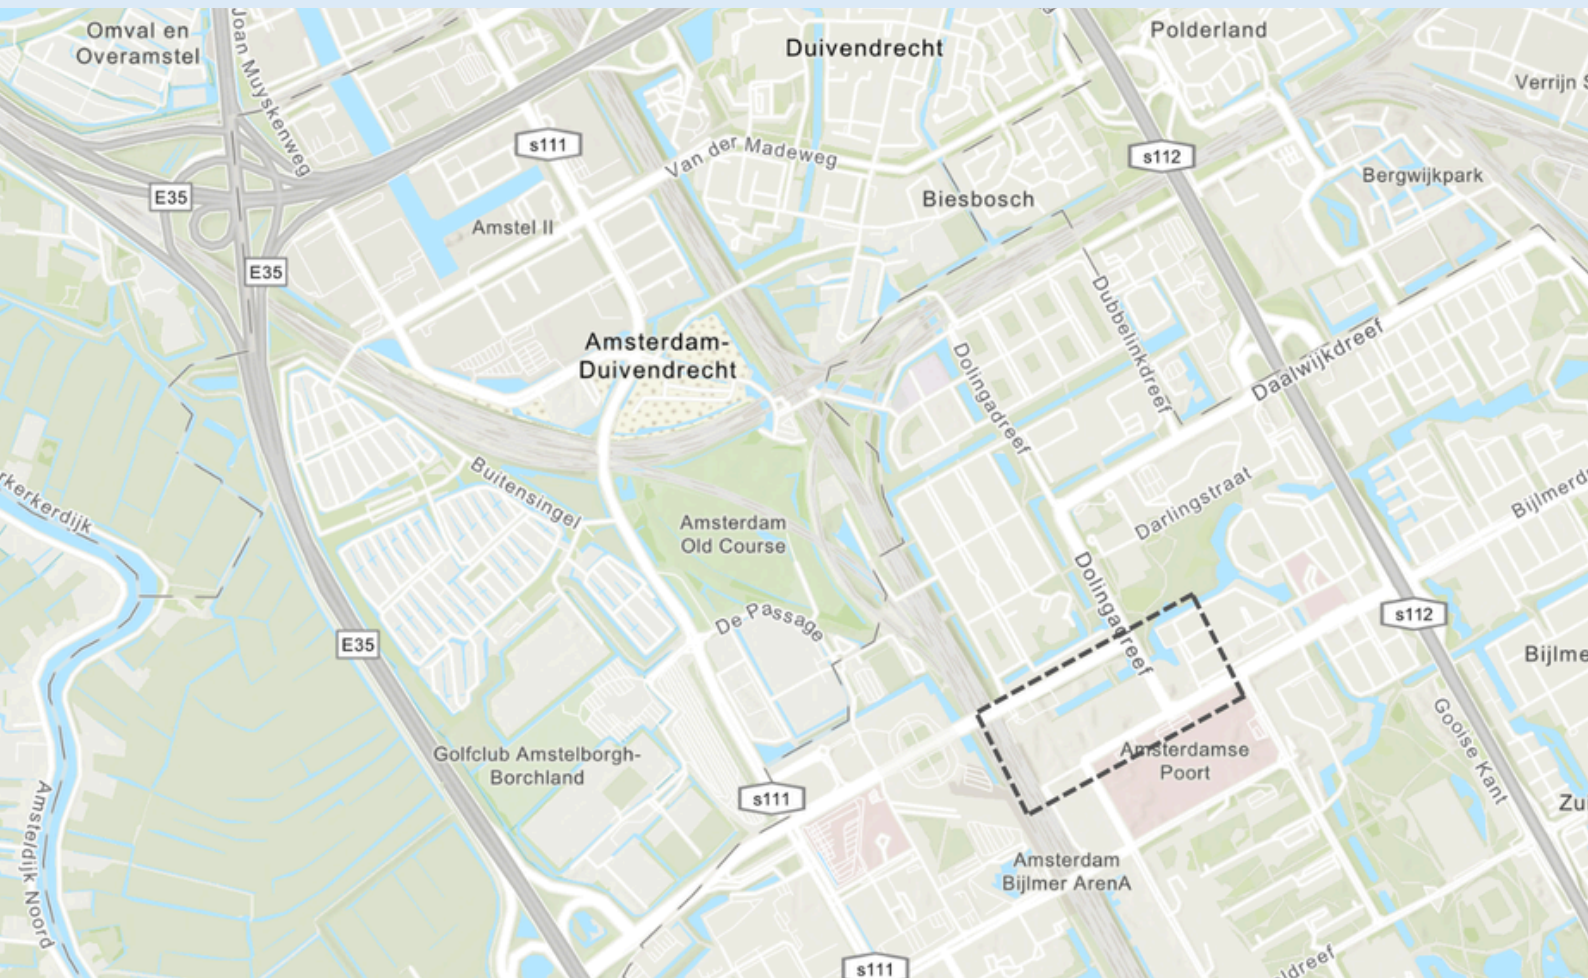 Omval en
Overamstel
Joan Muyskenweg
Duivendrecht
Polderland
Verrijn S
s111
Van der Madeweg
s112
Bergwijkpark
E35
Biesbosch
Amstel II
E35
Dubbelinkdreef
Amsterdam-
Duivendrecht
Dolingadreef
Daalwijkdreef
Buitensingel
rkerkerdijk
Amsterdam
Old Course
Darlingstraat
Bijlmerd
Dolingadreef
De Passage
E35
s112
Bijlme
Golfclub Amstelborgh-
Borchland
Amsterdamse
Poort
Gooise Kant
s111
Zu
Amsteldijk Noord
Amsterdam
Bijlmer ArenA
s111
ldreef